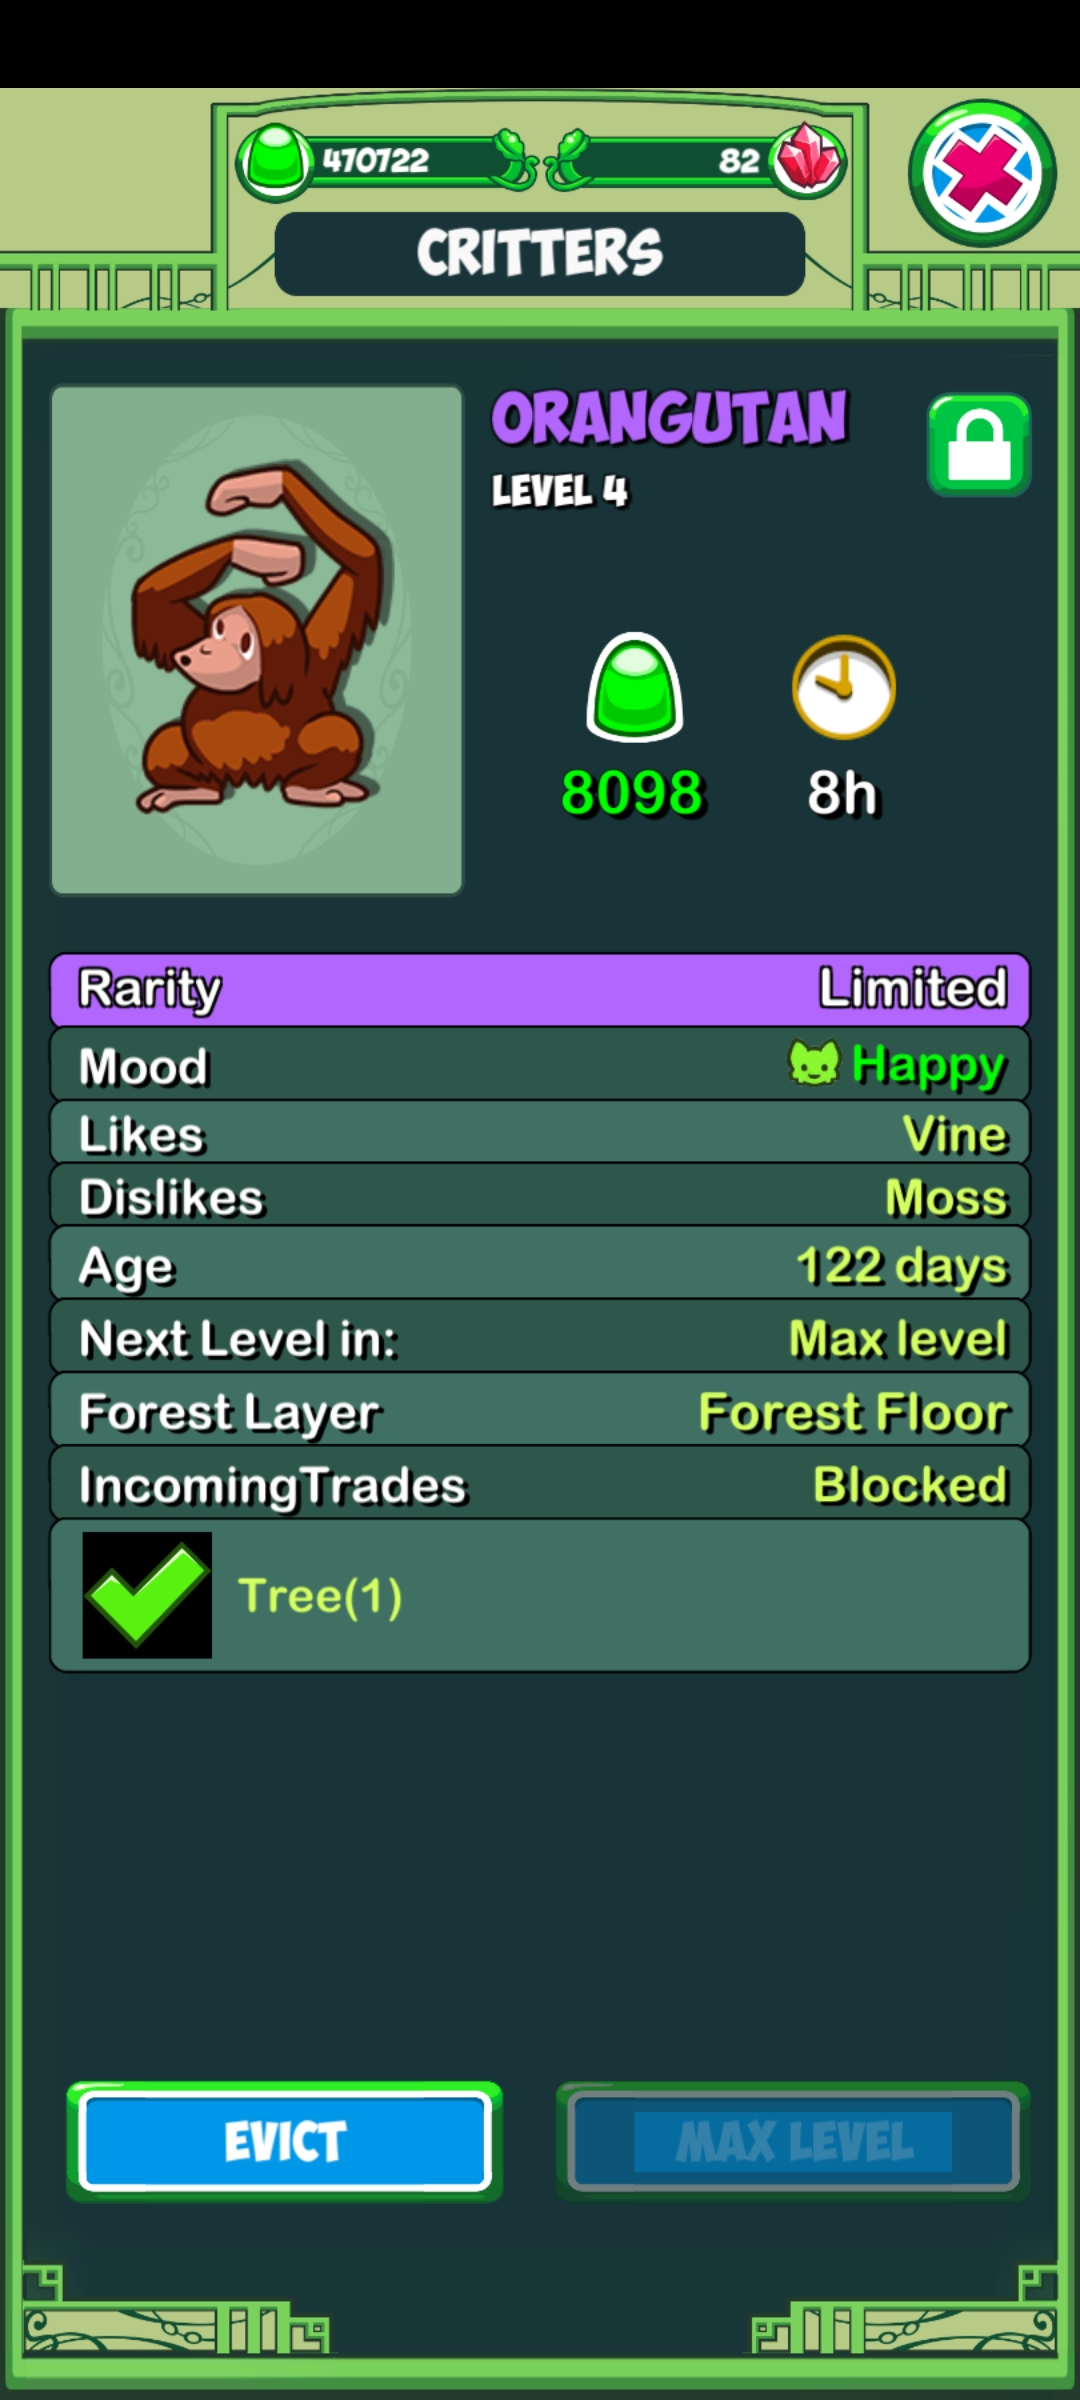 470722
82
CRITTERS
ORANGUTAN
LEVEL 4
8098
8h
Rarity Limited
Mood Happy
Likes Vine
Dislikes Moss
Age 122 days
Next Level in: Max level
Forest Layer Forest Floor
IncomingTrades Blocked
Tree(1)
EVICT
MAX LEVEL